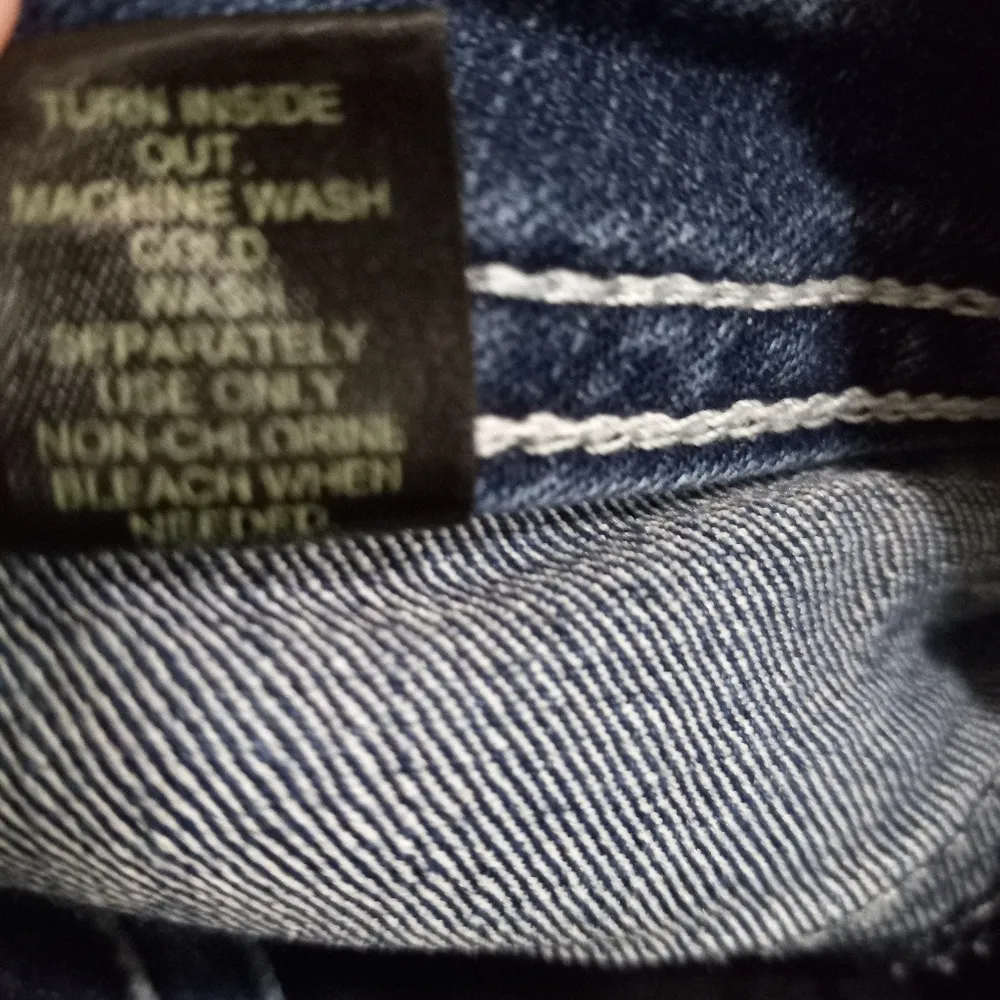 TURN INSIDE
OUT.
MACHINE WASH
COLD
WASH
SEPARATELY
USE ONLY
NON-CHLORINE
BLEACH WHEN
NEEDED